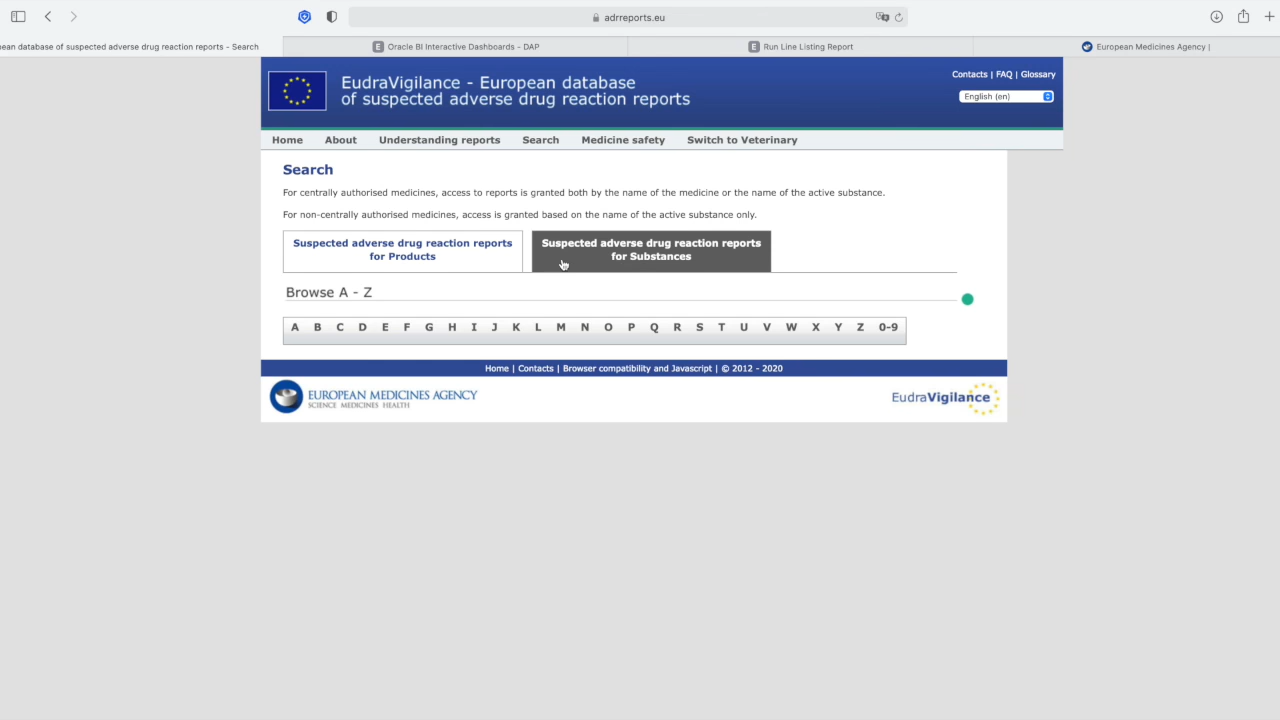 adrreports.eu
ean database of suspected adverse drug reaction reports - Search
E Oracle BI Interactive Dashboards - DAP
E Run Line Listing Report
European Medicines Agency |
EudraVigilance - European database
of suspected adverse drug reaction reports
Contacts | FAQ | Glossary
English (en)
Home About Understanding reports Search Medicine safety Switch to Veterinary
Search
For centrally authorised medicines, access to reports is granted both by the name of the medicine or the name of the active substance.
For non-centrally authorised medicines, access is granted based on the name of the active substance only.
Suspected adverse drug reaction reports
for Products
Suspected adverse drug reaction reports
for Substances
Browse A - Z
A B C D E F G H I J K L M N O P Q R S T U V W X Y Z 0-9
Home | Contacts | Browser compatibility and Javascript | © 2012 - 2020
EUROPEAN MEDICINES AGENCY
SCIENCE MEDICINES HEALTH
EudraVigilance